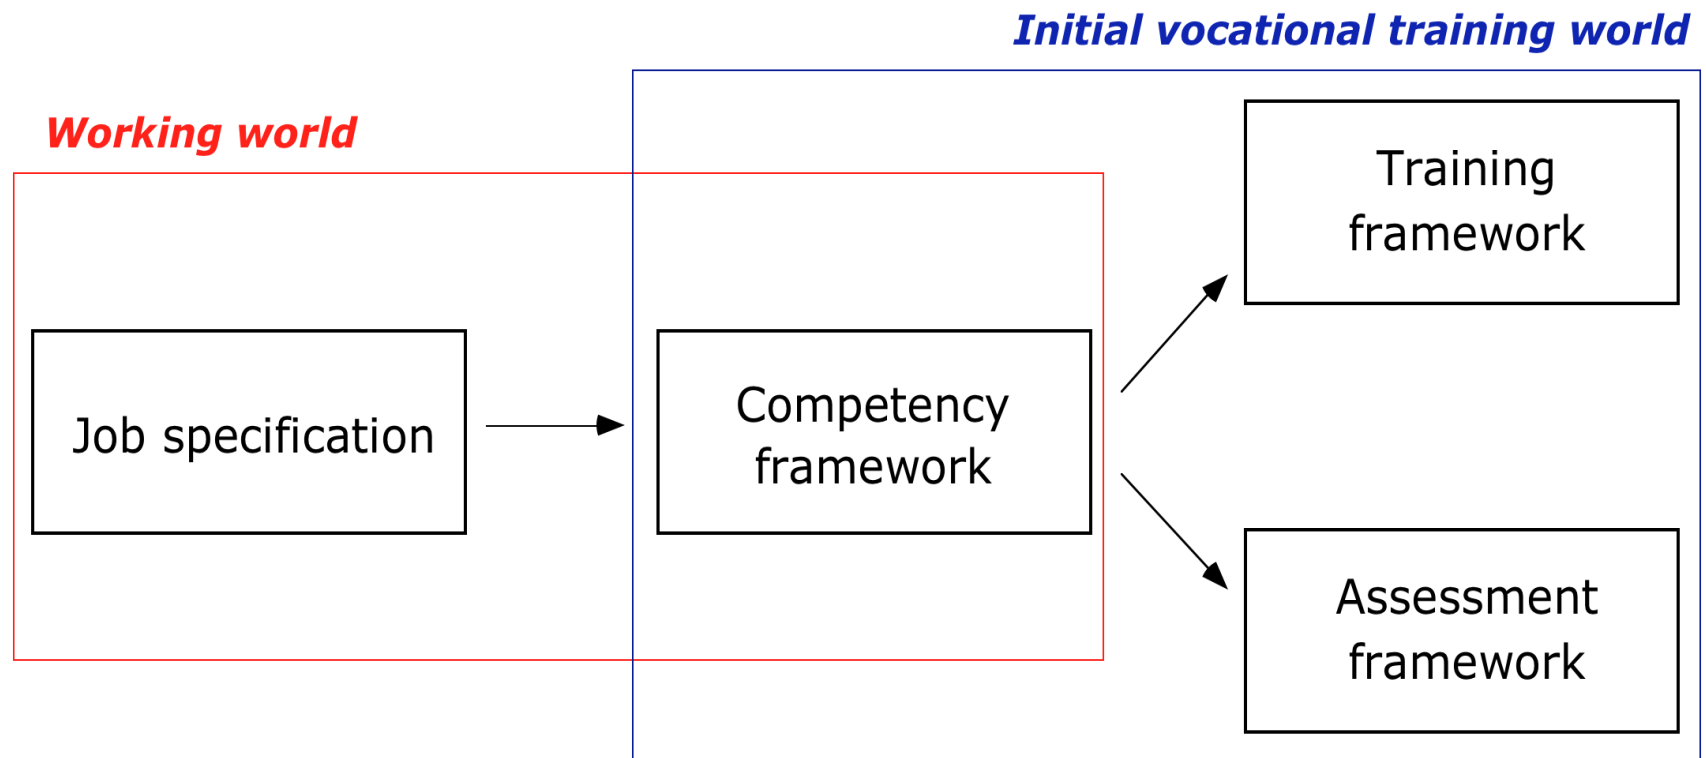 Initial vocational training world
Working world
Training
framework
Job specification
Competency
framework
Assessment
framework